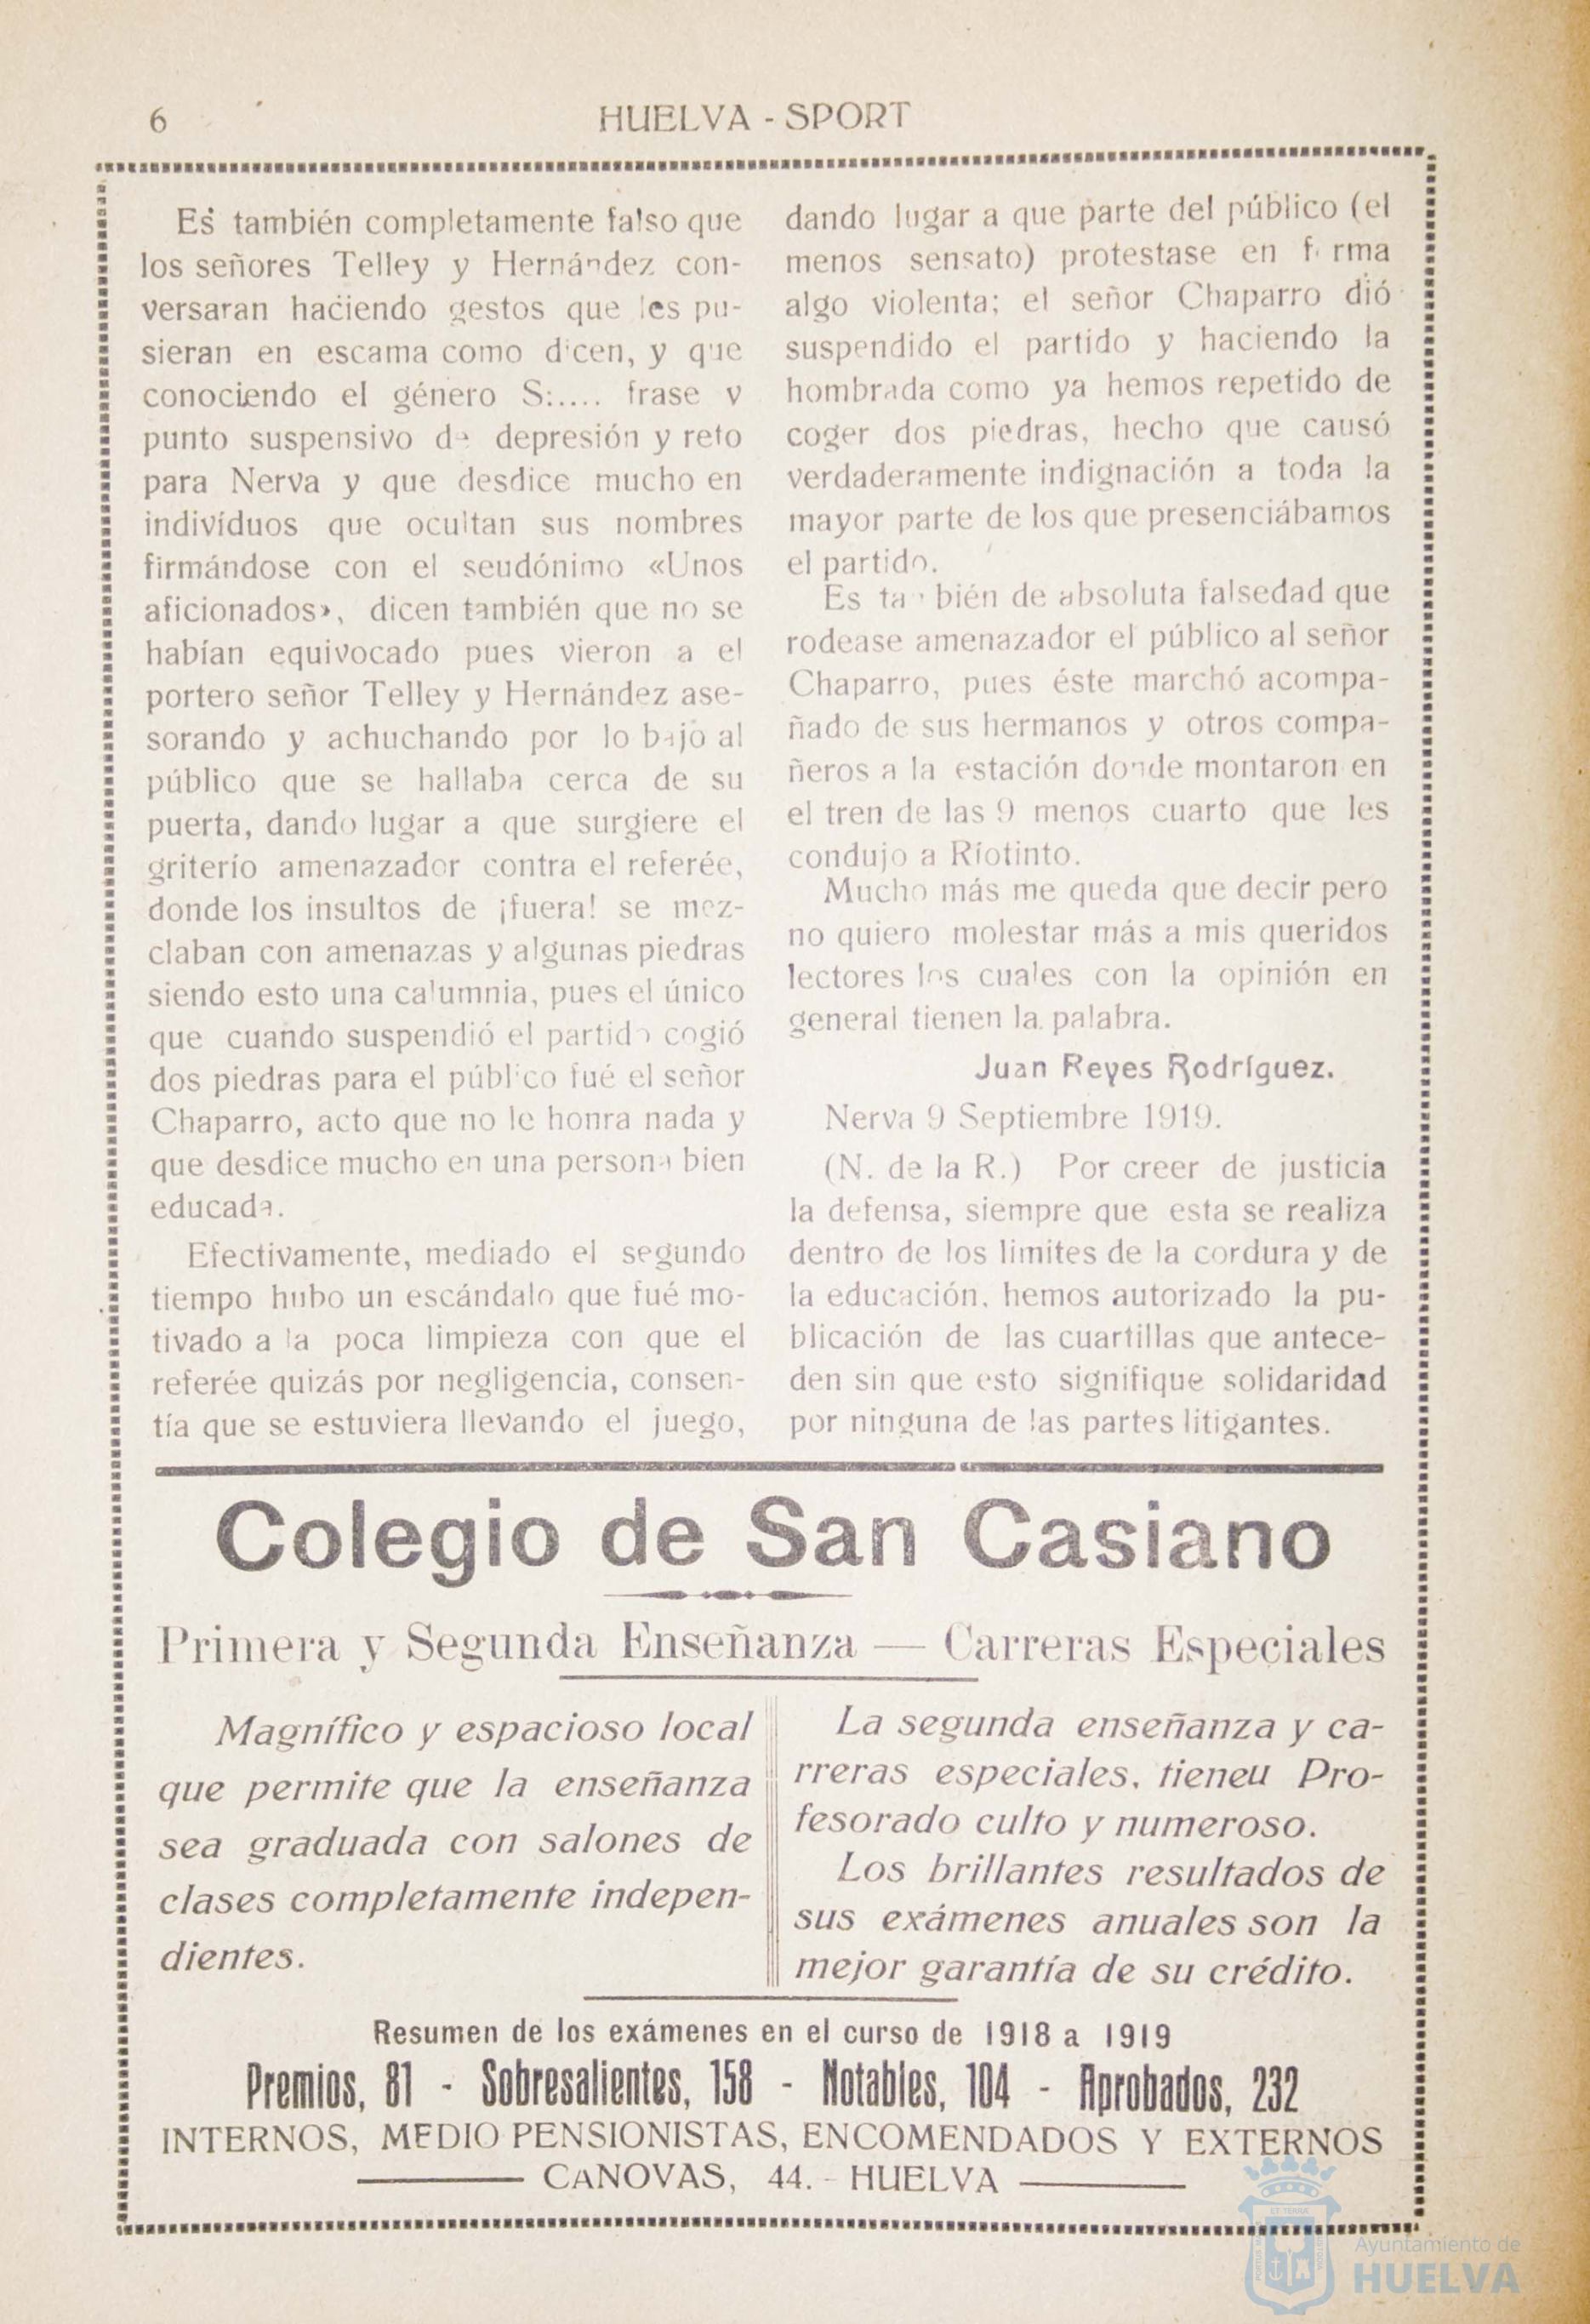 6
HUELVA - SPORT
Es también completamente falso que
los señores Telley y Hernández con-
versaran haciendo gestos que les pu-
sieran en escama como dicen, y que
conociendo el género S:.... frase y
punto suspensivo de depresión y reto
para Nerva y que desdice mucho en
indivíduos que ocultan sus nombres
firmándose con el seudónimo «Unos
aficionados», dicen también que no se
habían equivocado pues vieron a el
portero señor Telley y Hernández ase-
sorando y achuchando por lo bajo al
público que se hallaba cerca de su
puerta, dando lugar a que surgiere el
griterío amenazador contra el referée,
donde los insultos de ¡fuera! se mez-
claban con amenazas y algunas piedras
siendo esto una calumnia, pues el único
que cuando suspendió el partido cogió
dos piedras para el público fué el señor
Chaparro, acto que no le honra nada y
que desdice mucho en una persona bien
educada.
Efectivamente, mediado el segundo
tiempo hubo un escándalo que fué mo-
tivado a la poca limpieza con que el
referée quizás por negligencia, consen-
tía que se estuviera llevando el juego,
dando lugar a que parte del público (el
menos sensato) protestase en forma
algo violenta; el señor Chaparro dió
suspendido el partido y haciendo la
hombrada como ya hemos repetido de
coger dos piedras, hecho que causó
verdaderamente indignación a toda la
mayor parte de los que presenciábamos
el partido.
Es también de absoluta falsedad que
rodease amenazador el público al señor
Chaparro, pues éste marchó acompa-
ñado de sus hermanos y otros compa-
ñeros a la estación donde montaron en
el tren de las 9 menos cuarto que les
condujo a Ríotinto.
Mucho más me queda que decir pero
no quiero molestar más a mis queridos
lectores los cuales con la opinión en
general tienen la palabra.
Juan Reyes Rodríguez.
Nerva 9 Septiembre 1919.
(N. de la R.) Por creer de justicia
la defensa, siempre que esta se realiza
dentro de los limites de la cordura y de
la educación, hemos autorizado la pu-
blicación de las cuartillas que antece-
den sin que esto signifique solidaridad
por ninguna de las partes litigantes.
Colegio de San Casiano
Primera y Segunda Enseñanza — Carreras Especiales
Magnífico y espacioso local
que permite que la enseñanza
sea graduada con salones de
clases completamente indepen-
dientes.
La segunda enseñanza y ca-
rreras especiales, tieneu Pro-
fesorado culto y numeroso.
Los brillantes resultados de
sus exámenes anuales son la
mejor garantía de su crédito.
Resumen de los exámenes en el curso de 1918 a 1919
Premios, 81 - Sobresalientes, 158 - Notables, 104 - Aprobados, 232
INTERNOS, MEDIO PENSIONISTAS, ENCOMENDADOS Y EXTERNOS
CANOVAS, 44. - HUELVA
Ayuntamiento de
HUELVA